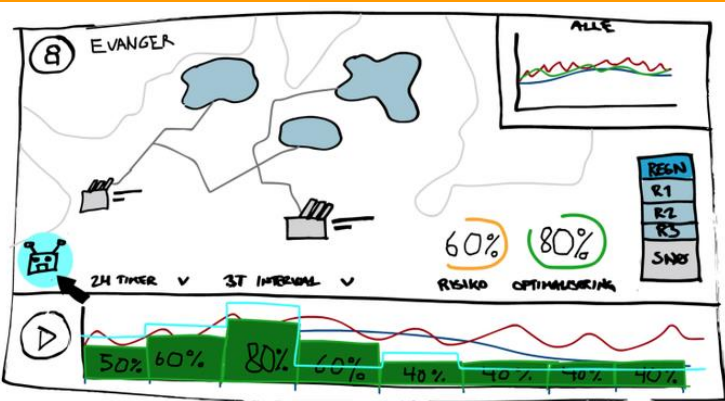 8 EVANGER
ALLE
REGN
R1
R2
R3
SNØ
60%
80%
RISIKO
OPTIMALISERING
24 TIMER
3T INTERVAL
50%
60%
80%
60%
40%
40%
40%
40%